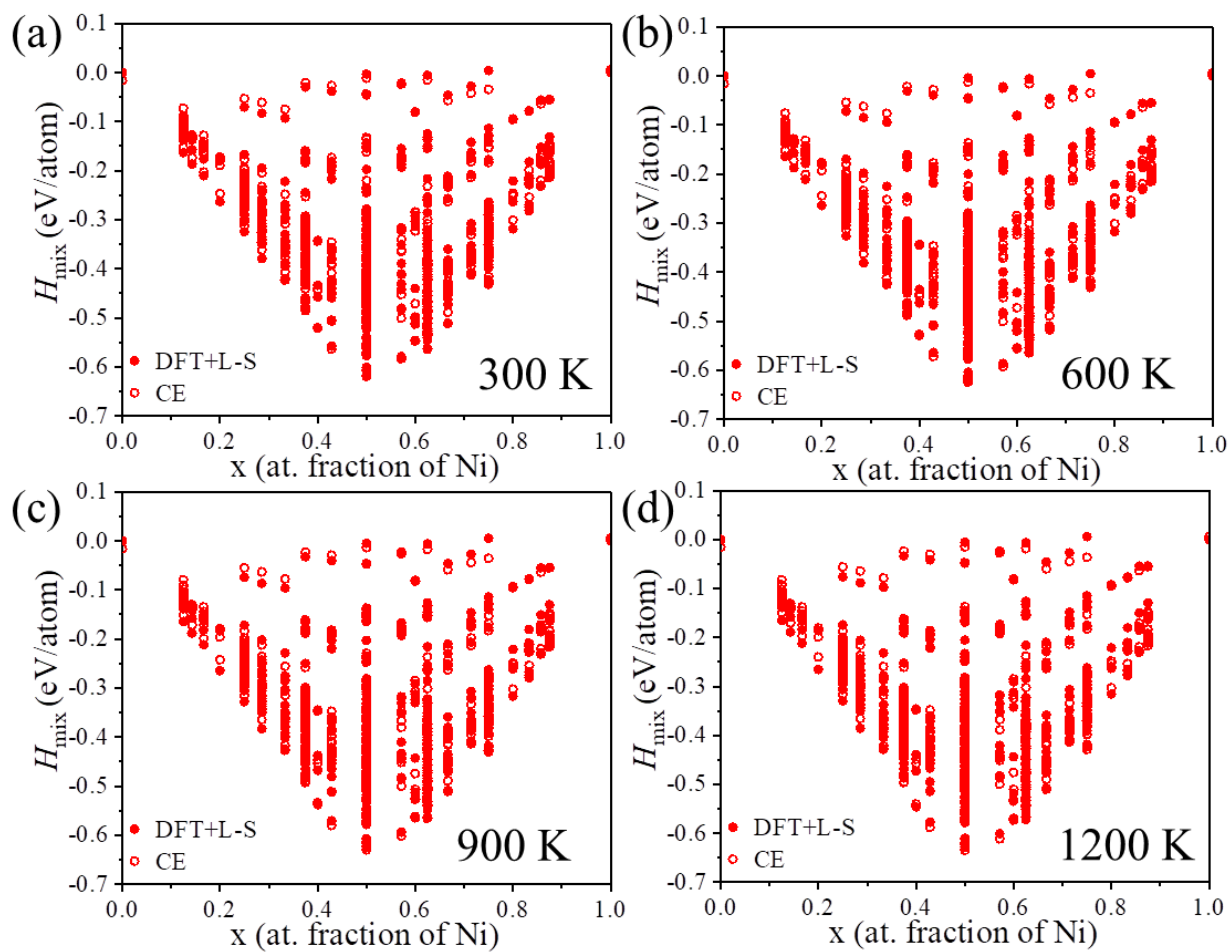 (a)
0.1
0.0
-0.1
-0.2
-0.3
-0.4
-0.5
-0.6
-0.7
Hmix (eV/atom)
DFT+L-S
CE
300 K
0.0 0.2 0.4 0.6 0.8 1.0
x (at. fraction of Ni)
(b)
0.1
0.0
-0.1
-0.2
-0.3
-0.4
-0.5
-0.6
-0.7
Hmix (eV/atom)
DFT+L-S
CE
600 K
0.0 0.2 0.4 0.6 0.8 1.0
x (at. fraction of Ni)
(c)
0.1
0.0
-0.1
-0.2
-0.3
-0.4
-0.5
-0.6
-0.7
Hmix (eV/atom)
DFT+L-S
CE
900 K
0.0 0.2 0.4 0.6 0.8 1.0
x (at. fraction of Ni)
(d)
0.1
0.0
-0.1
-0.2
-0.3
-0.4
-0.5
-0.6
-0.7
Hmix (eV/atom)
DFT+L-S
CE
1200 K
0.0 0.2 0.4 0.6 0.8 1.0
x (at. fraction of Ni)